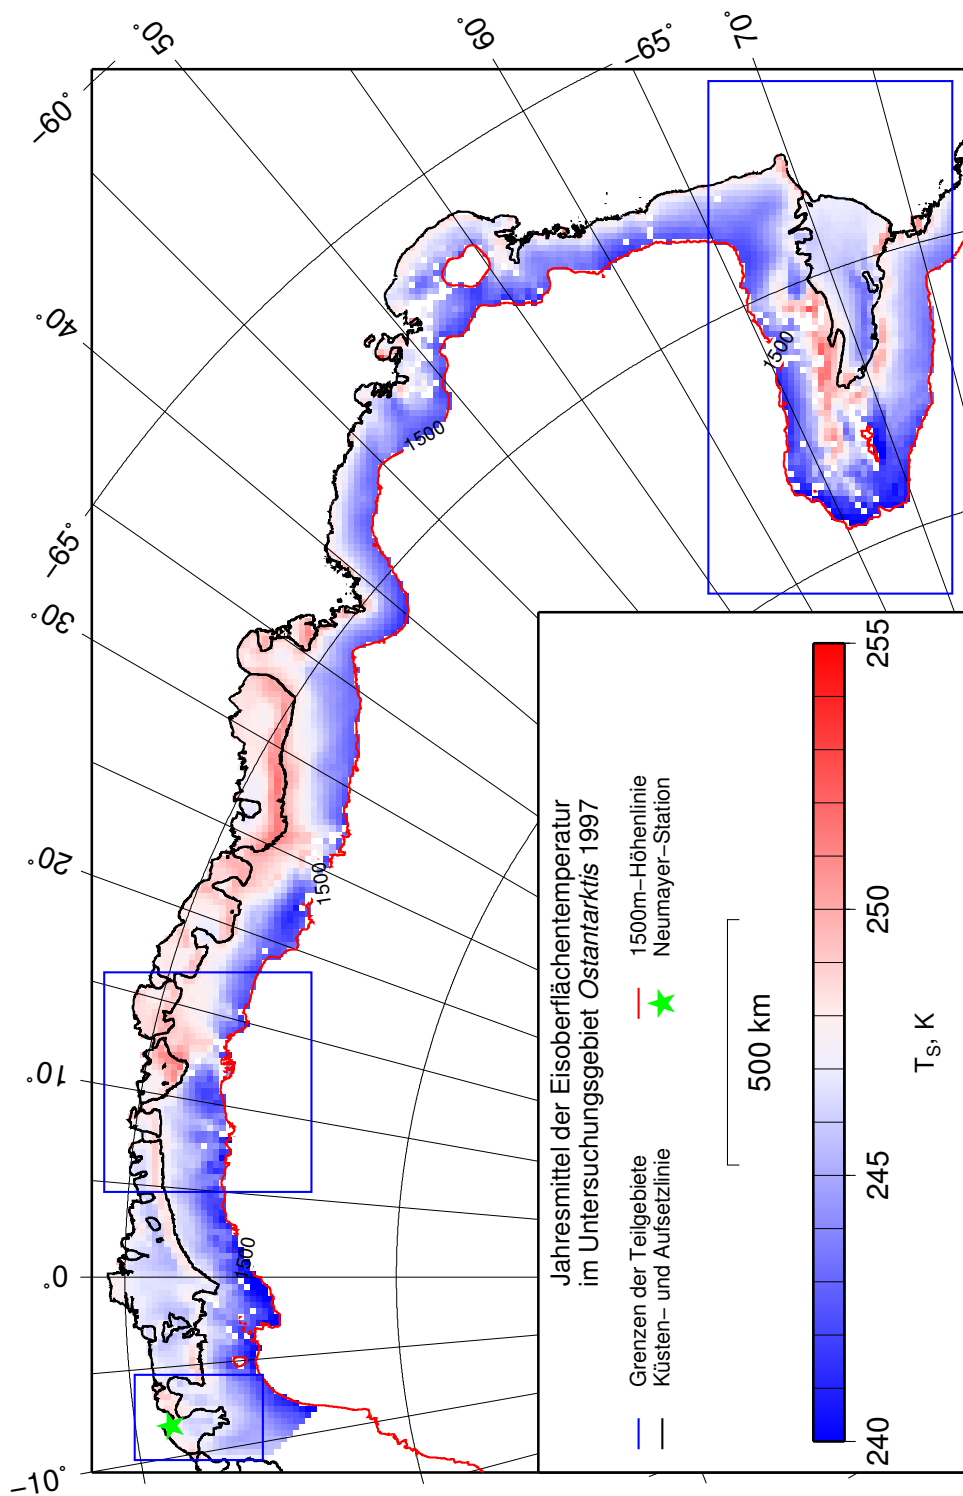 −10˚
0˚
10˚
20˚
30˚
−65˚
40˚
−60˚
50˚
60˚
−65˚
70˚
1500
1500
1500
1500
Jahresmittel der Eisoberflächentemperatur
im Untersuchungsgebiet Ostantarktis 1997
Grenzen der Teilgebiete
Küsten− und Aufsetzlinie
1500m−Höhenlinie
Neumayer−Station
500 km
240
245
250
255
TS, K